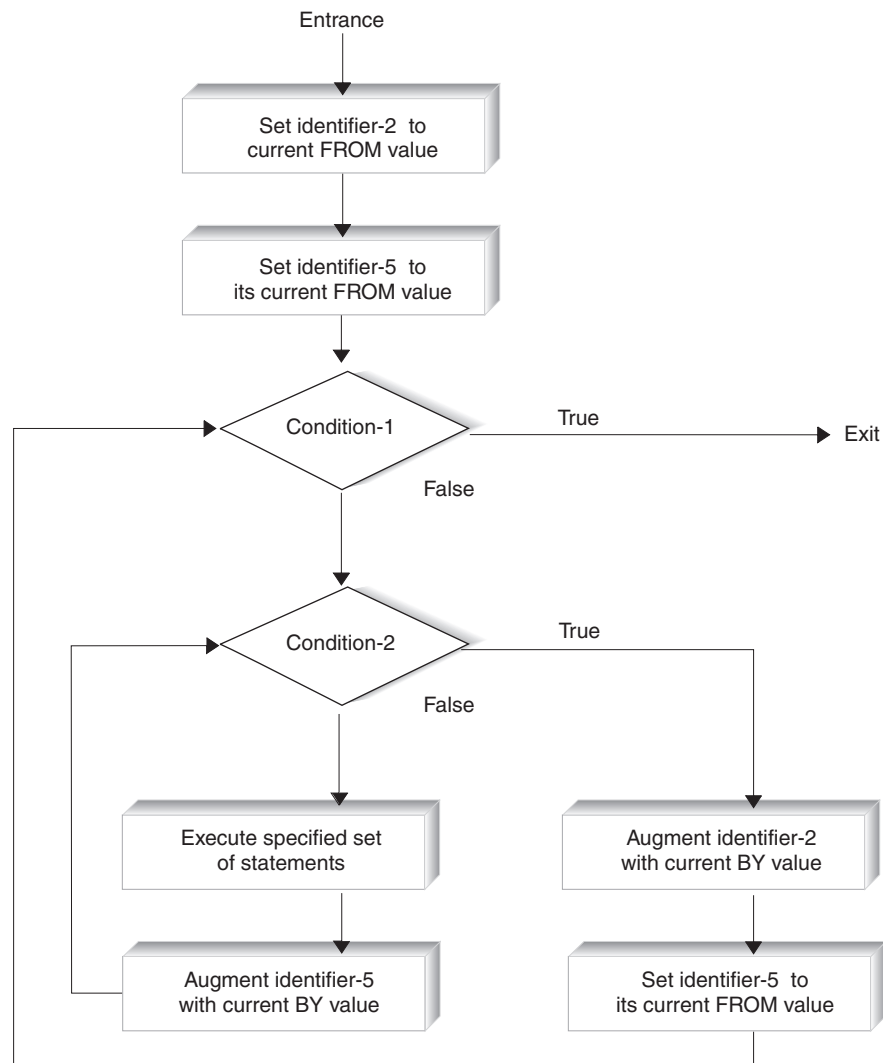 Entrance
Set identifier-2 to
current FROM value
Set identifier-5 to
its current FROM value
Condition-1
True
Exit
False
Condition-2
True
False
Execute specified set
of statements
Augment identifier-2
with current BY value
Augment identifier-5
with current BY value
Set identifier-5 to
its current FROM value